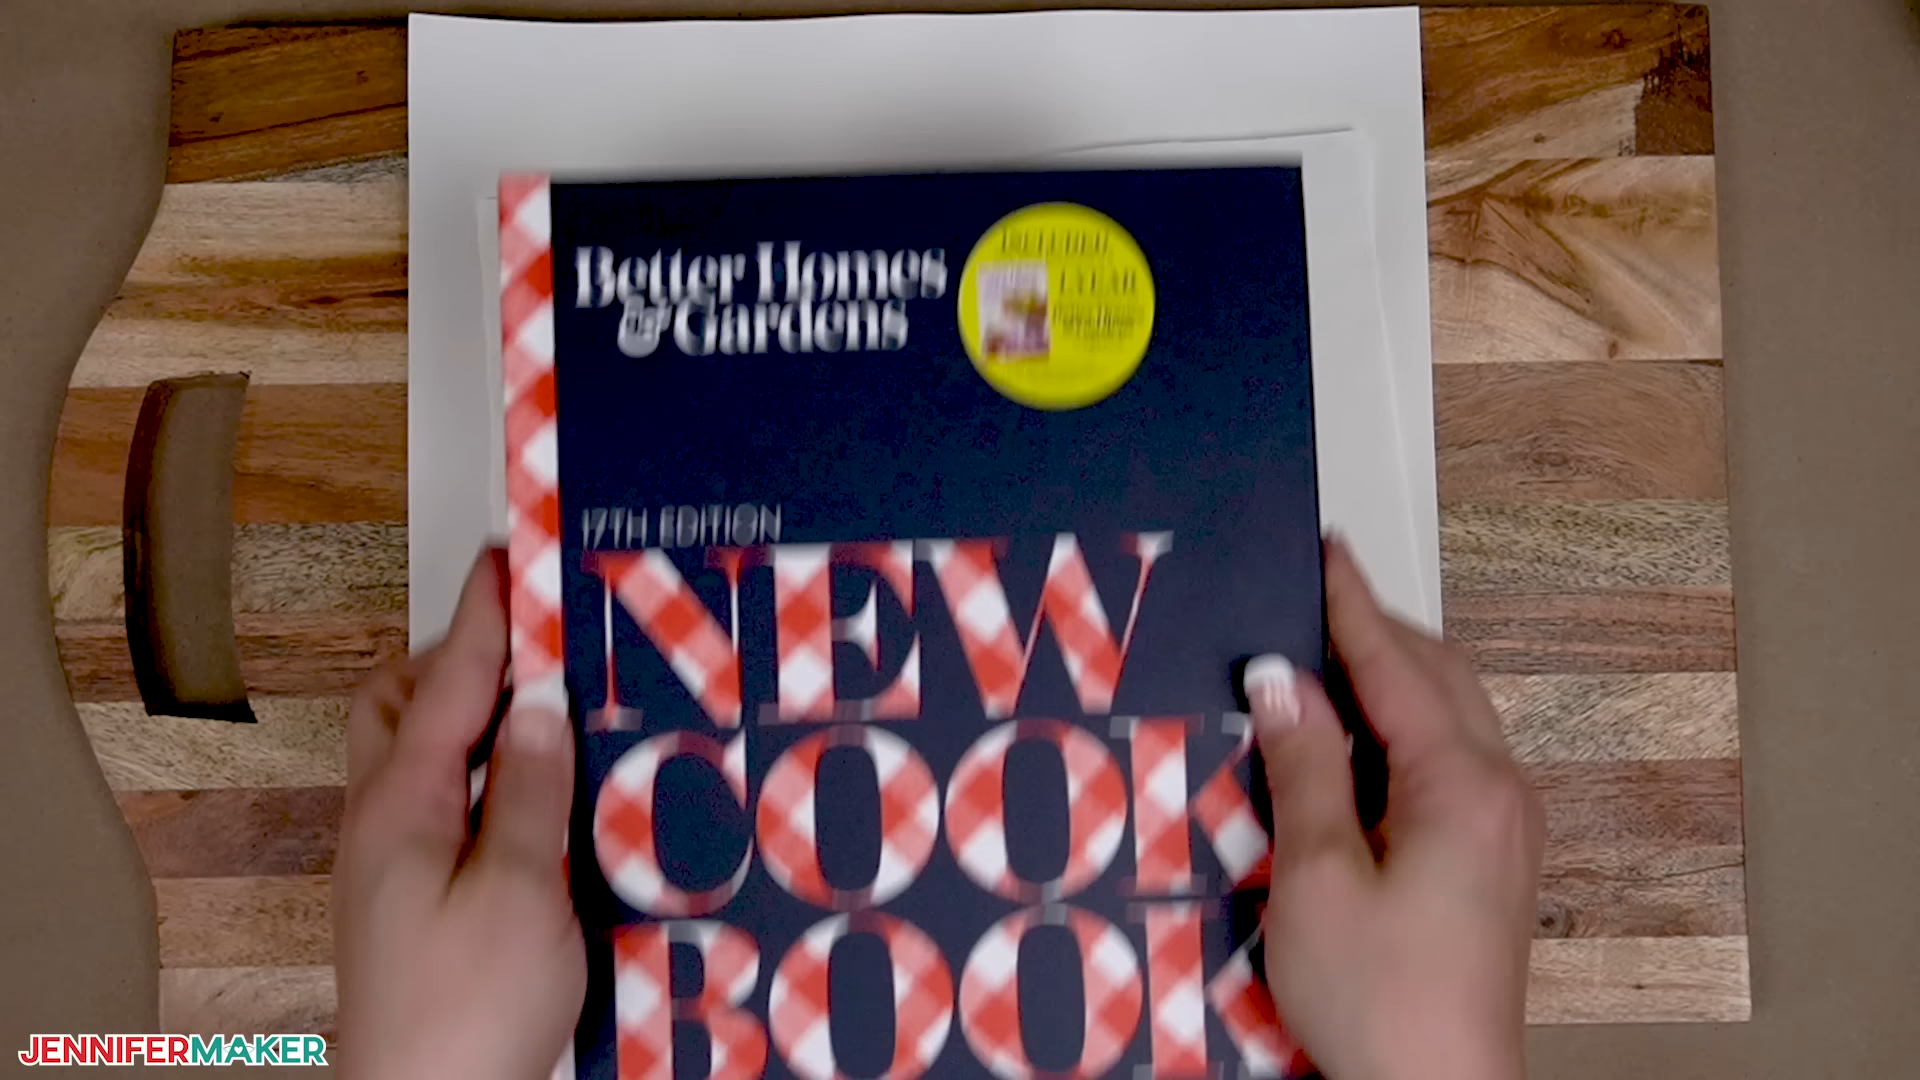 Better Homes
& Gardens
17TH EDITION
NEW
COOK
BOOK
JENNIFERMAKER